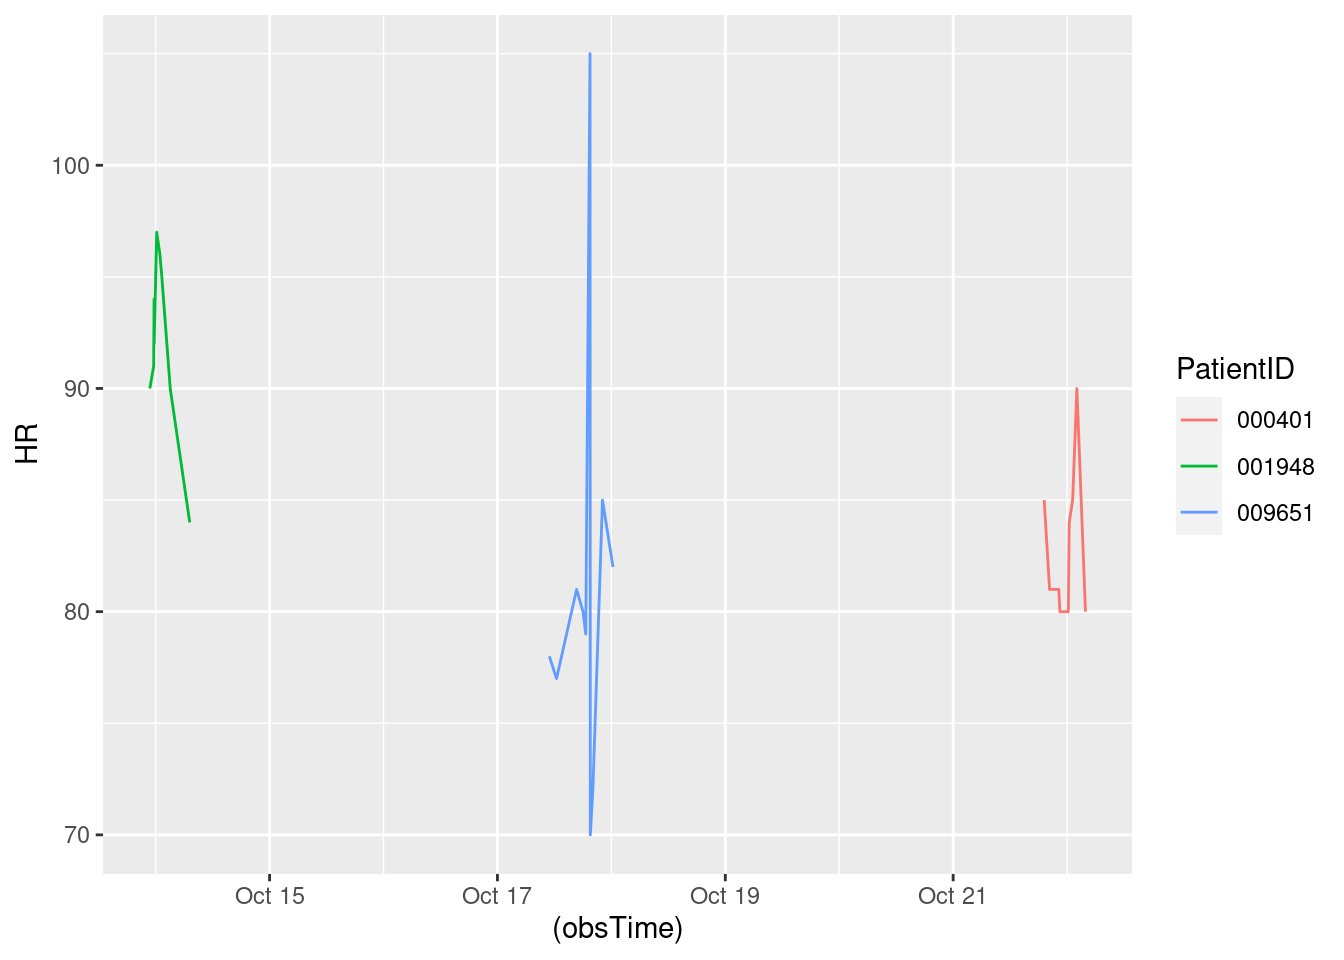 100
90
80
70
HR
Oct 15
Oct 17
Oct 19
Oct 21
(obsTime)
PatientID
000401
001948
009651